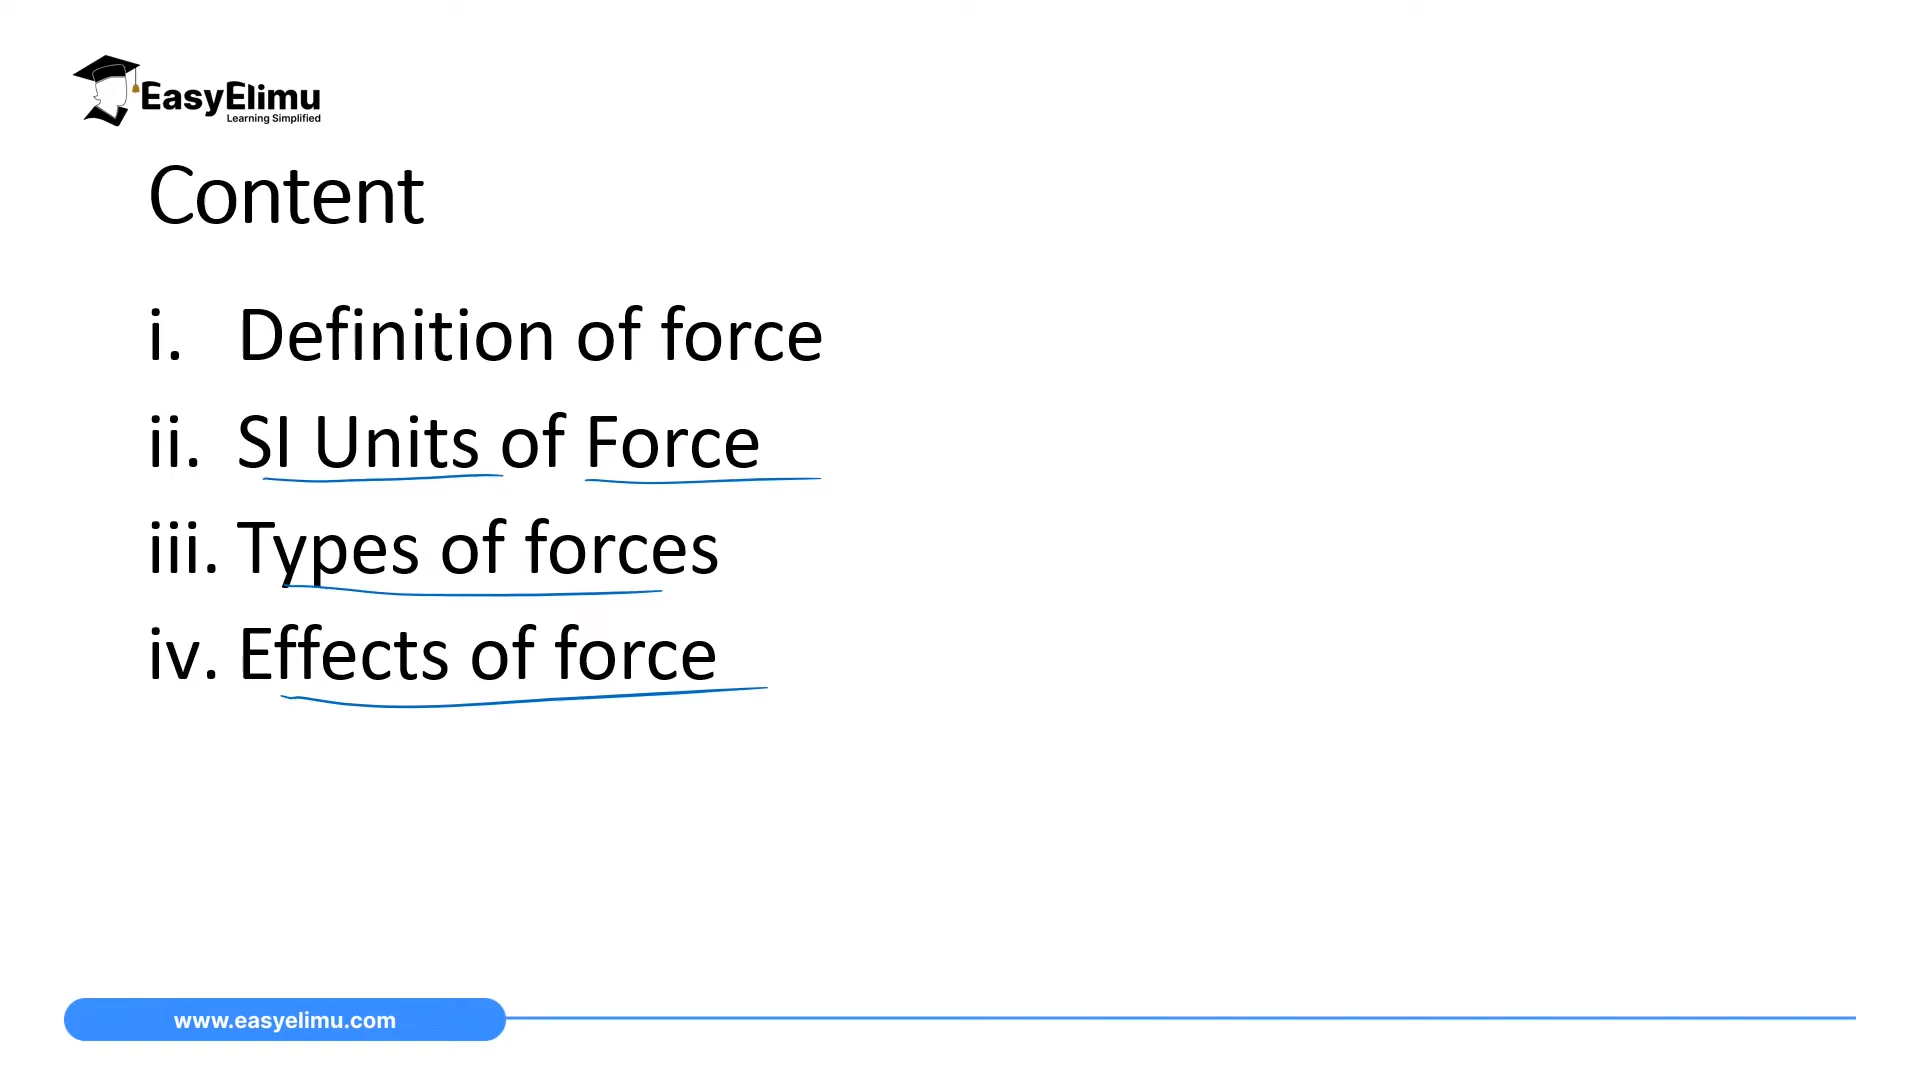 EasyElimu
Learning Simplified
Content
i. Definition of force
ii. SI Units of Force
iii. Types of forces
iv. Effects of force
www.easyelimu.com